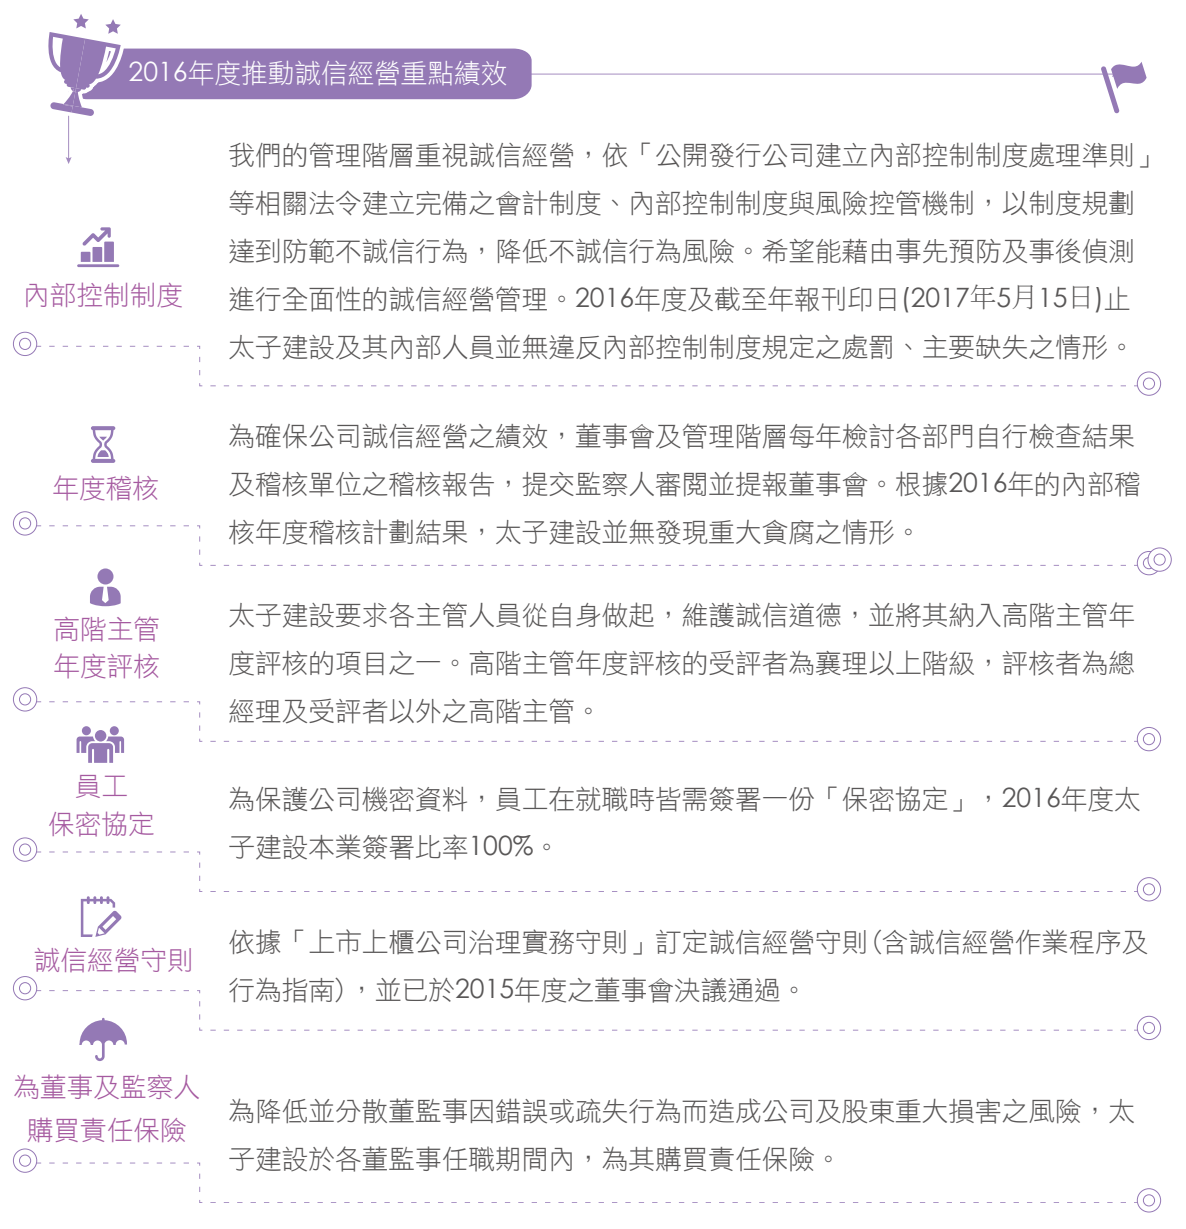 2016年度推動誠信經營重點績效
我們的管理階層重視誠信經營，依「公開發行公司建立內部控制制度處理準則」
等相關法令建立完備之會計制度、內部控制制度與風險控管機制，以制度規劃
達到防範不誠信行為，降低不誠信行為風險。希望能藉由事先預防及事後偵測
進行全面性的誠信經營管理。2016年度及截至年報刊印日(2017年5月15日)止
太子建設及其內部人員並無違反內部控制制度規定之處罰、主要缺失之情形。
內部控制制度
為確保公司誠信經營之績效，董事會及管理階層每年檢討各部門自行檢查結果
及稽核單位之稽核報告，提交監察人審閱並提報董事會。根據2016年的內部稽
核年度稽核計劃結果，太子建設並無發現重大貪腐之情形。
年度稽核
高階主管
年度評核
太子建設要求各主管人員從自身做起，維護誠信道德，並將其納入高階主管年
度評核的項目之一。高階主管年度評核的受評者為襄理以上階級，評核者為總
經理及受評者以外之高階主管。
員工
保密協定
為保護公司機密資料，員工在就職時皆需簽署一份「保密協定」，2016年度太
子建設本業簽署比率100%。
誠信經營守則
依據「上市上櫃公司治理實務守則」訂定誠信經營守則(含誠信經營作業程序及
行為指南)，並已於2015年度之董事會決議通過。
為董事及監察人
購買責任保險
為降低並分散董監事因錯誤或疏失行為而造成公司及股東重大損害之風險，太
子建設於各董監事任職期間內，為其購買責任保險。